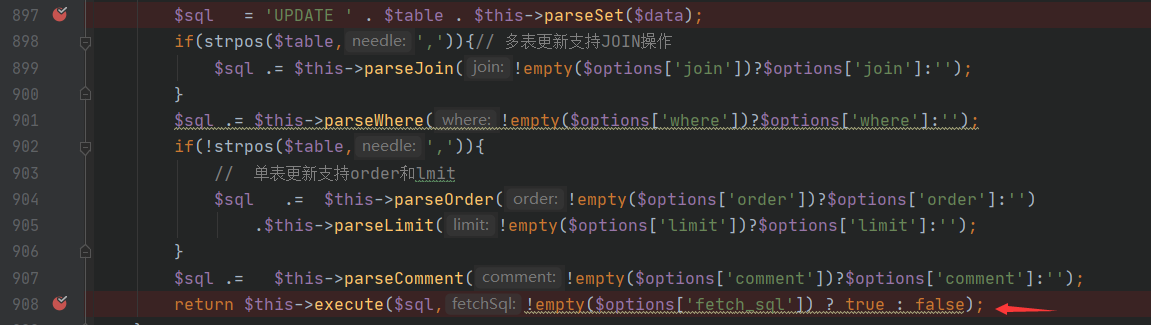 897 $sql   = 'UPDATE ' . $table . $this->parseSet($data);
898 if(strpos($table, needle: ',')){// 多表更新支持JOIN操作
899 $sql .= $this->parseJoin( join: !empty($options['join'])?$options['join']:'');
900 }
901 $sql .= $this->parseWhere( where: !empty($options['where'])?$options['where']:'');
902 if(!strpos($table, needle: ',')){
903 //  单表更新支持order和lmit
904 $sql   .=  $this->parseOrder( order: !empty($options['order'])?$options['order']:'')
905 .$this->parseLimit( limit: !empty($options['limit'])?$options['limit']:'');
906 }
907 $sql .=   $this->parseComment( comment: !empty($options['comment'])?$options['comment']:'');
908 return $this->execute($sql, fetchSql: !empty($options['fetch_sql']) ? true : false);